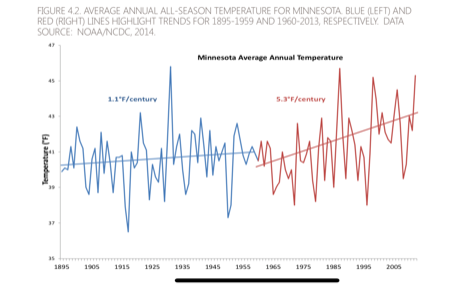 FIGURE 4.2. AVERAGE ANNUAL ALL-SEASON TEMPERATURE FOR MINNESOTA. BLUE (LEFT) AND
RED (RIGHT) LINES HIGHLIGHT TRENDS FOR 1895-1959 AND 1960-2013, RESPECTIVELY. DATA
SOURCE: NOAA/NCDC, 2014.
47
Minnesota Average Annual Temperature
45
1.1°F/century
5.3°F/century
43
Temperature (°F)
41
39
37
35
1895 1905 1915 1925 1935 1945 1955 1965 1975 1985 1995 2005